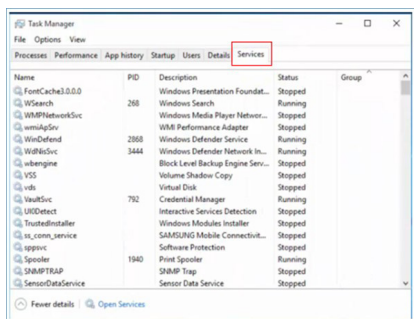 Task Manager
File Options View
Processes Performance App history Startup Users Details Services
Name PID Description Status Group
FontCache3.0.0.0 Windows Presentation Foundat... Stopped
WSearch 268 Windows Search Running
WMPNetworkSvc Windows Media Player Networ... Stopped
wmiApSrv WMI Performance Adapter Stopped
WinDefend 2868 Windows Defender Service Running
WdNisSvc 3444 Windows Defender Network In... Running
wbengine Block Level Backup Engine Serv... Stopped
VSS Volume Shadow Copy Stopped
vds Virtual Disk Stopped
VaultSvc 792 Credential Manager Running
UI0Detect Interactive Services Detection Stopped
TrustedInstaller Windows Modules Installer Stopped
ss_conn_service SAMSUNG Mobile Connectivit... Stopped
sppsvc Software Protection Stopped
Spooler 1940 Print Spooler Running
SNMPTRAP SNMP Trap Stopped
SensorDataService Sensor Data Service Stopped
Fewer details Open Services